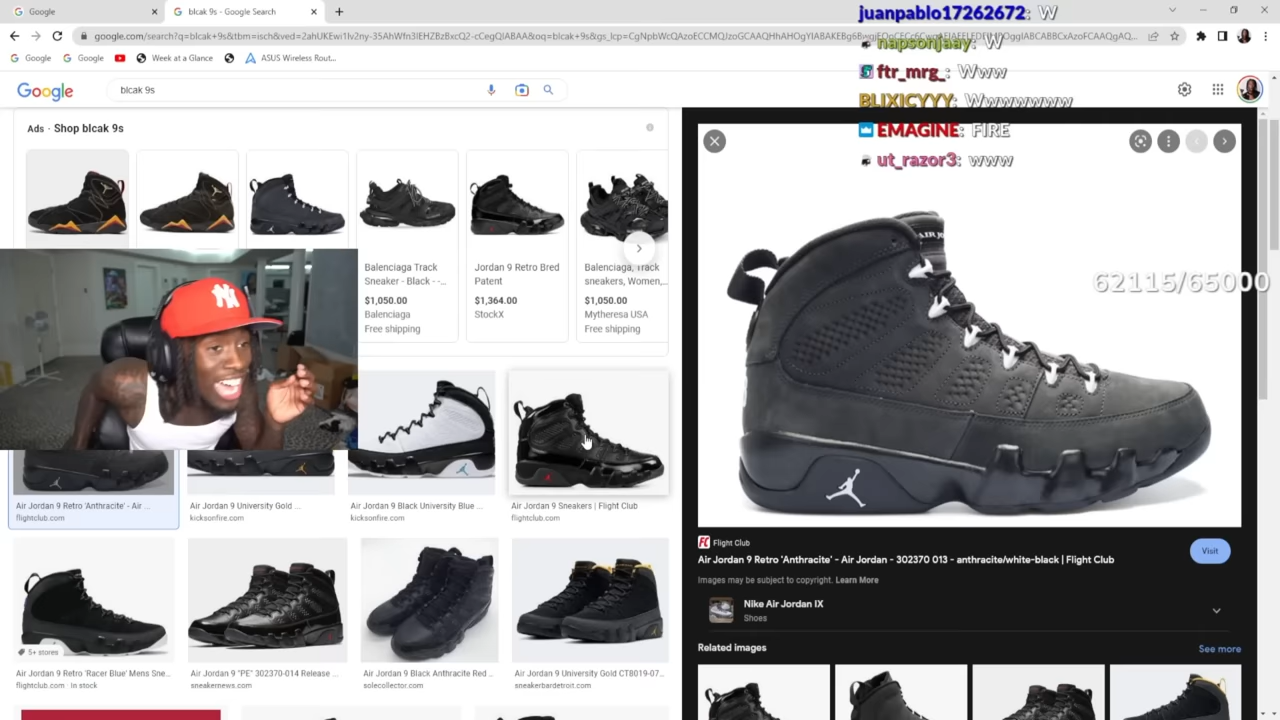 Google
blcak 9s - Google Search
google.com/search?q=blcak+9s&tbm=isch&ved=
Google
Google
Week at a Glance
ASUS Wireless Rout...
Google
blcak 9s
juanpablo17262672: W
napsonjaay: W
ftr_mrg_: Www
BLIXICYYY: Wwwwwwww
EMAGINE: FIRE
ut_razor3: www
62115/65000
Ads · Shop blcak 9s
Balenciaga Track
Sneaker - Black - -...
$1,050.00
Balenciaga
Free shipping
Jordan 9 Retro Bred
Patent
$1,364.00
StockX
Balenciaga, Track
sneakers, Women,...
$1,050.00
Mytheresa USA
Free shipping
Air Jordan 9 Retro 'Anthracite' - Air ...
flightclub.com
Air Jordan 9 University Gold ...
kicksonfire.com
Air Jordan 9 Black University Blue ...
kicksonfire.com
Air Jordan 9 Sneakers | Flight Club
flightclub.com
5+ stores
Air Jordan 9 Retro 'Racer Blue' Mens Sne...
flightclub.com · In stock
Air Jordan 9 "PE" 302370-014 Release ...
sneakernews.com
Air Jordan 9 Black Anthracite Red ...
solecollector.com
Air Jordan 9 University Gold CT8019-07...
sneakerbardetroit.com
AIR JO
FC Flight Club
Air Jordan 9 Retro 'Anthracite' - Air Jordan - 302370 013 - anthracite/white-black | Flight Club
Visit
Images may be subject to copyright. Learn More
Nike Air Jordan IX
Shoes
Related images
See more